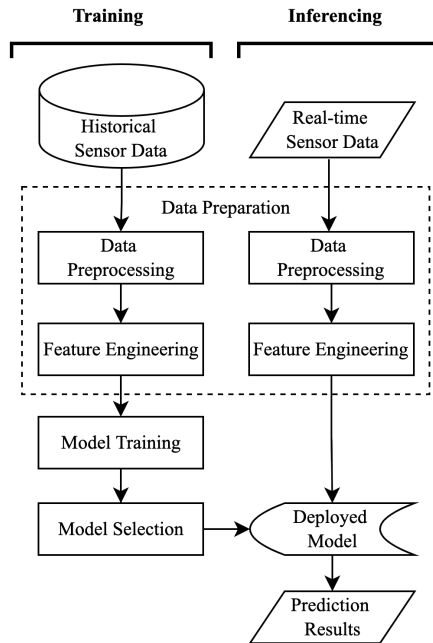 Training
Inferencing
Historical
Sensor Data
Real-time
Sensor Data
Data Preparation
Data
Preprocessing
Data
Preprocessing
Feature Engineering
Feature Engineering
Model Training
Model Selection
Deployed
Model
Prediction
Results